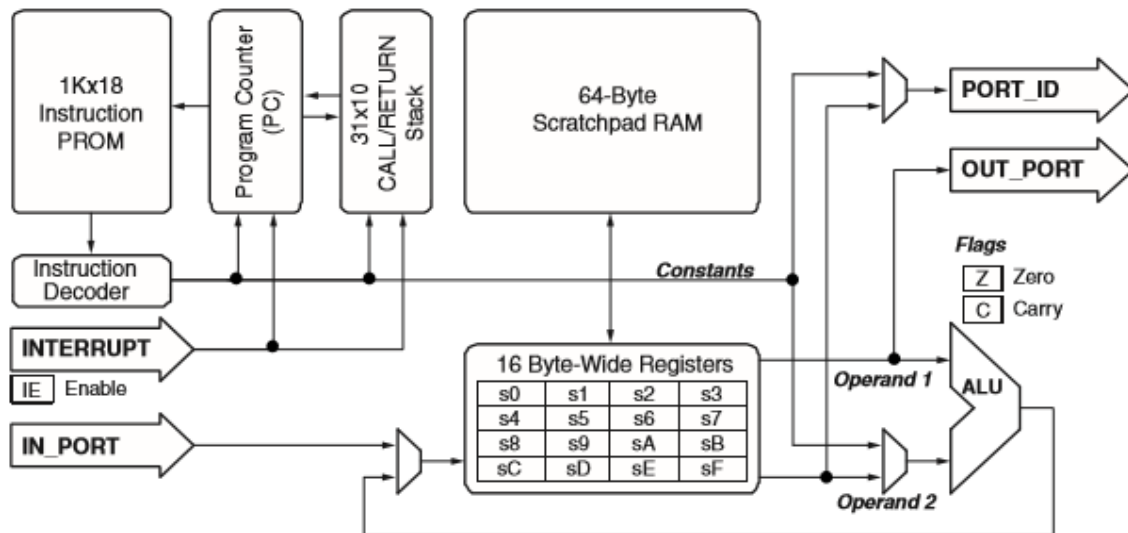 1Kx18
Instruction
PROM
Program Counter
(PC)
31x10
CALL/RETURN
Stack
64-Byte
Scratchpad RAM
PORT_ID
OUT_PORT
Instruction
Decoder
Constants
Flags
Z Zero
C Carry
INTERRUPT
IE Enable
16 Byte-Wide Registers
s0 s1 s2 s3
s4 s5 s6 s7
s8 s9 sA sB
sC sD sE sF
Operand 1
ALU
IN_PORT
Operand 2